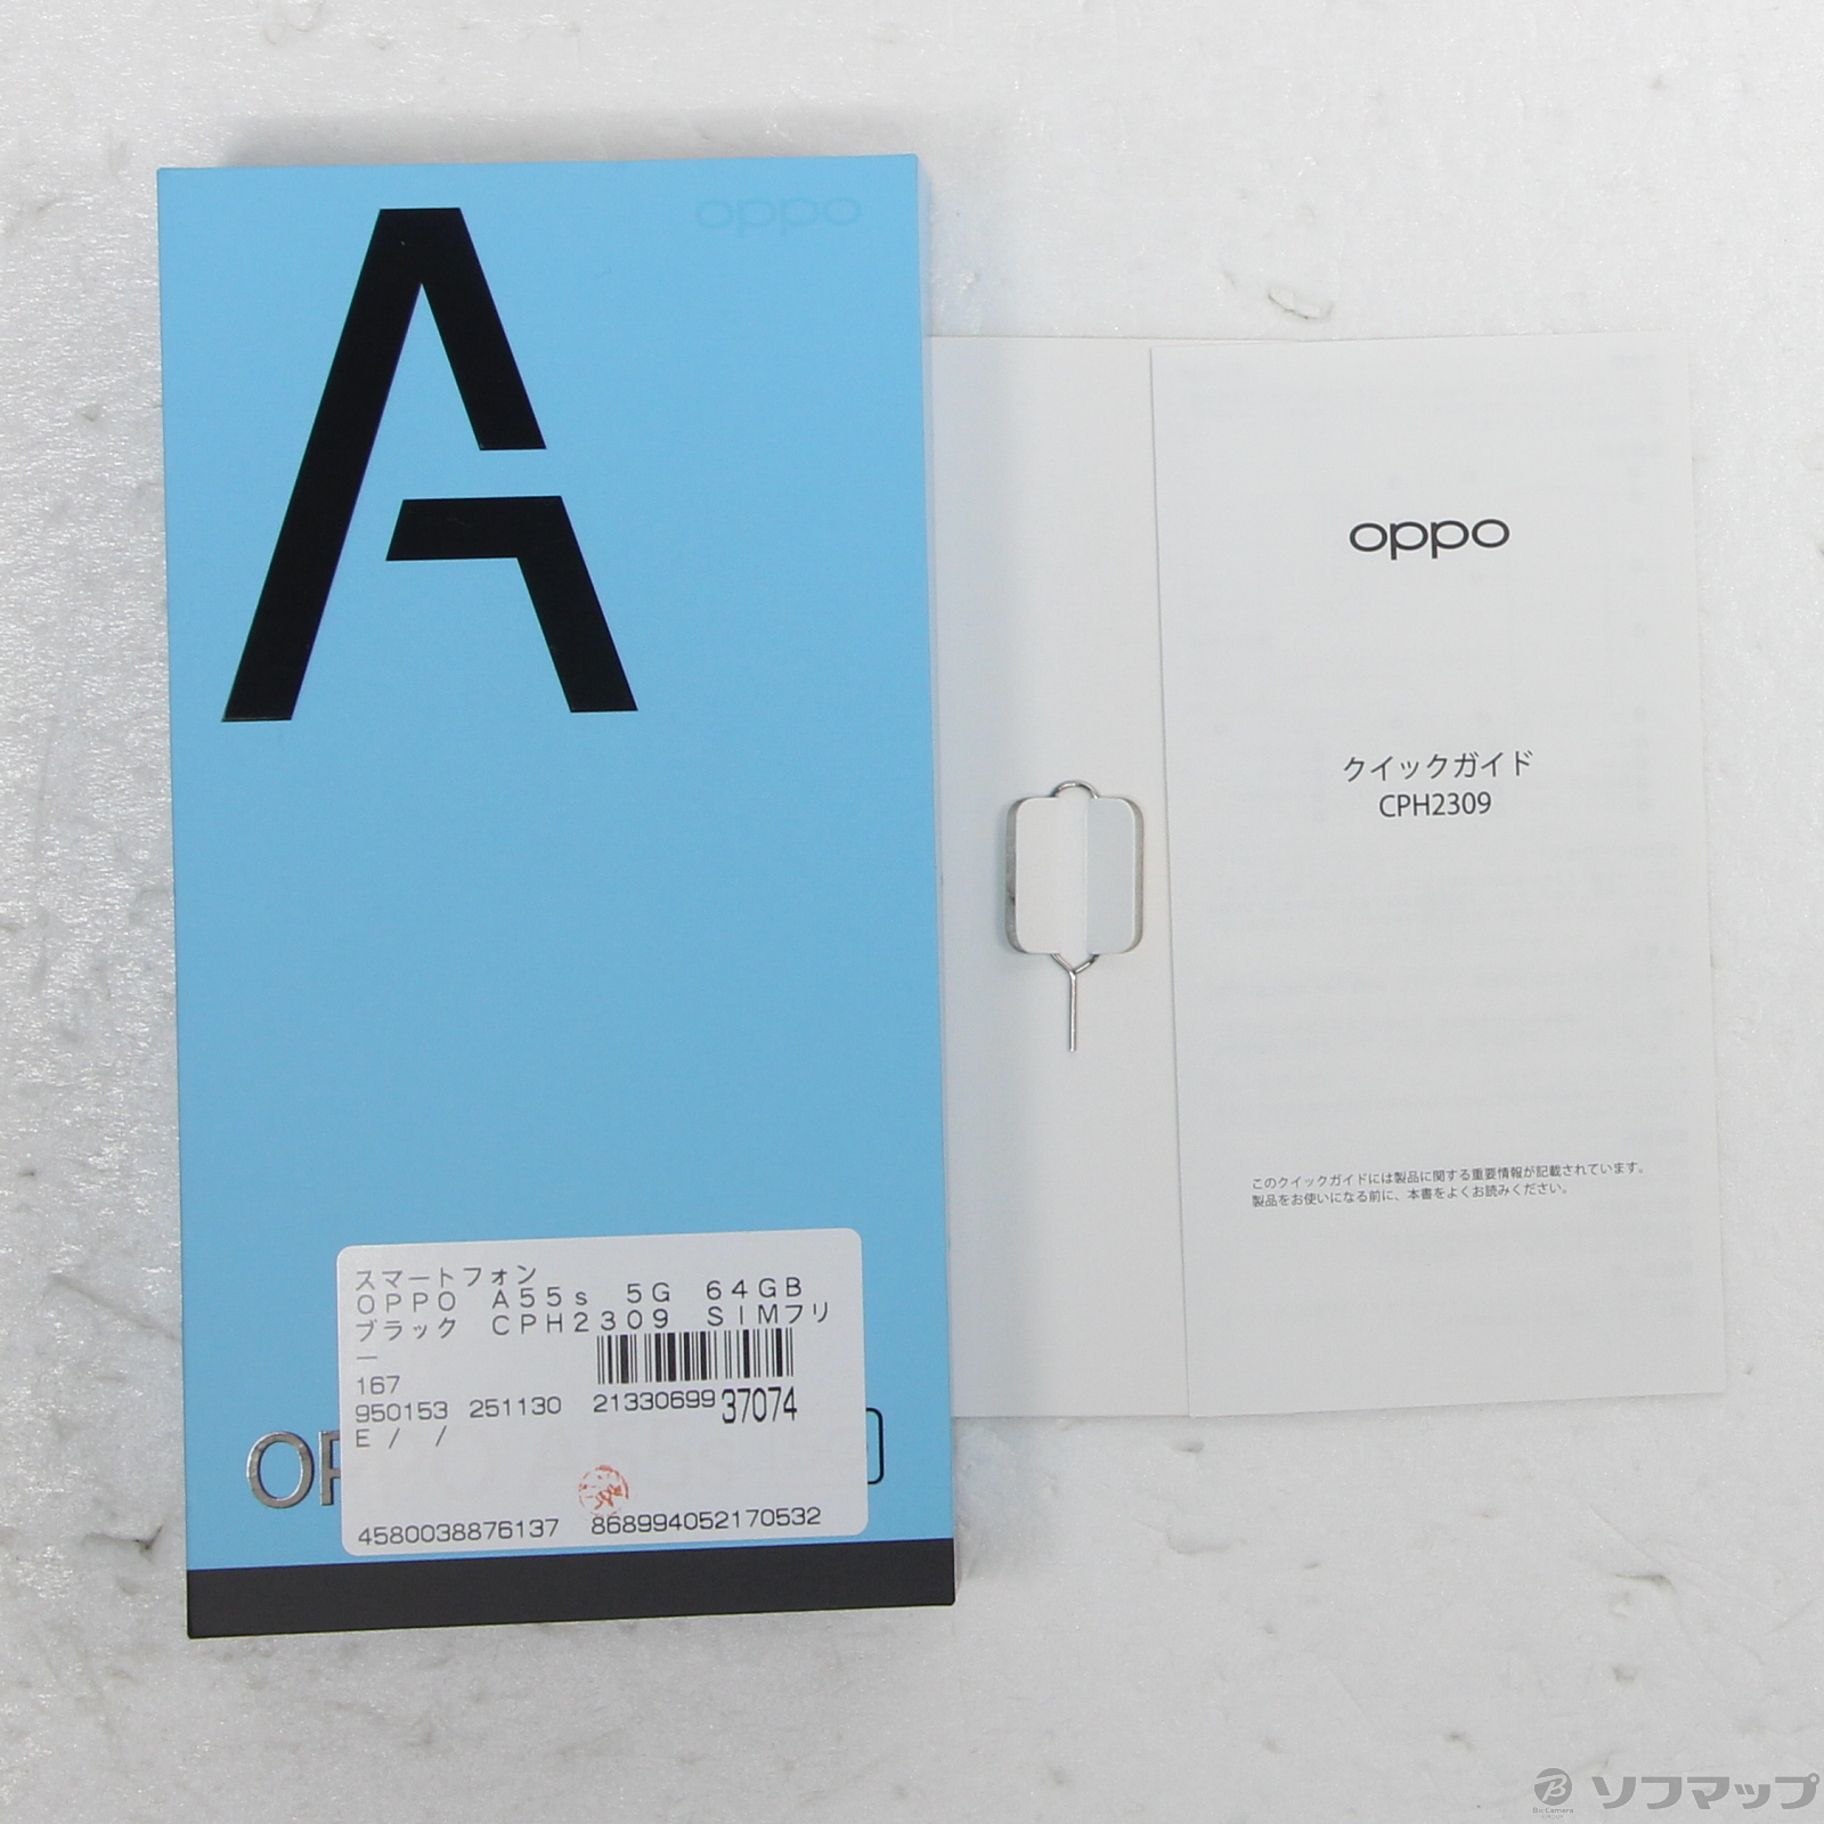 oppo
A
スマートフォン
OPPO A55s 5G 64GB
ブラック CPH2309 SIMフリ
ー
167
950153 251130 2133069937074
E / /
4580038876137 868994052170532
oppo
クイックガイド
CPH2309
このクイックガイドには製品に関する重要情報が記載されています。
製品をお使いになる前に、本書をよくお読みください。
BicCamera
ソフマップ